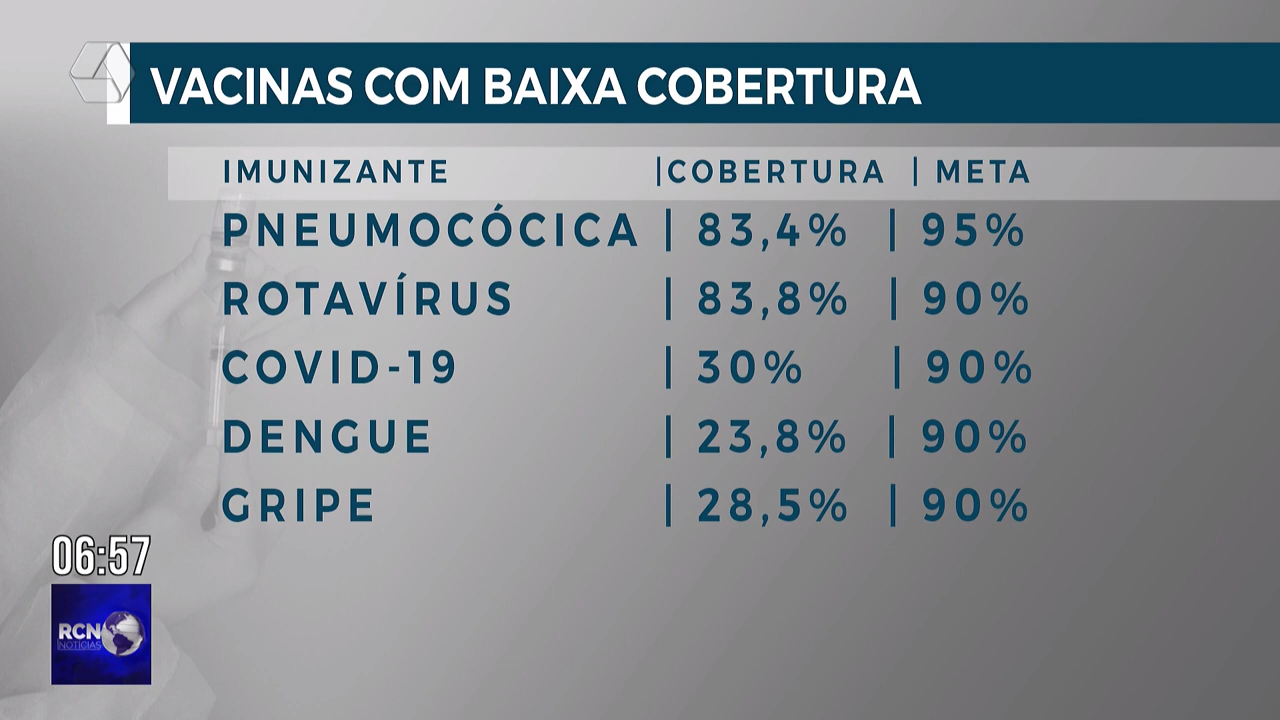 VACINAS COM BAIXA COBERTURA
IMUNIZANTE |COBERTURA | META
PNEUMOCÓCICA | 83,4% | 95%
ROTAVÍRUS | 83,8% | 90%
COVID-19 | 30% | 90%
DENGUE | 23,8% | 90%
GRIPE | 28,5% | 90%
06:57
RCN
NOTÍCIAS